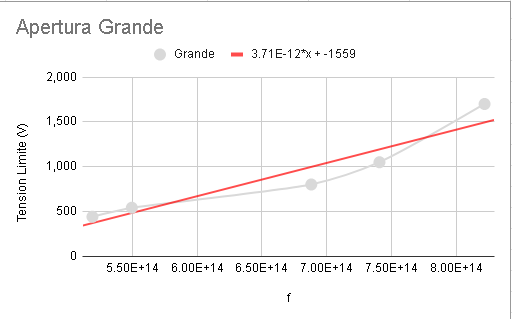 Apertura Grande
Grande 3.71E-12*x + -1559
2,000
1,500
1,000
500
0
Tension Limite (V)
5.50E+14 6.00E+14 6.50E+14 7.00E+14 7.50E+14 8.00E+14
f